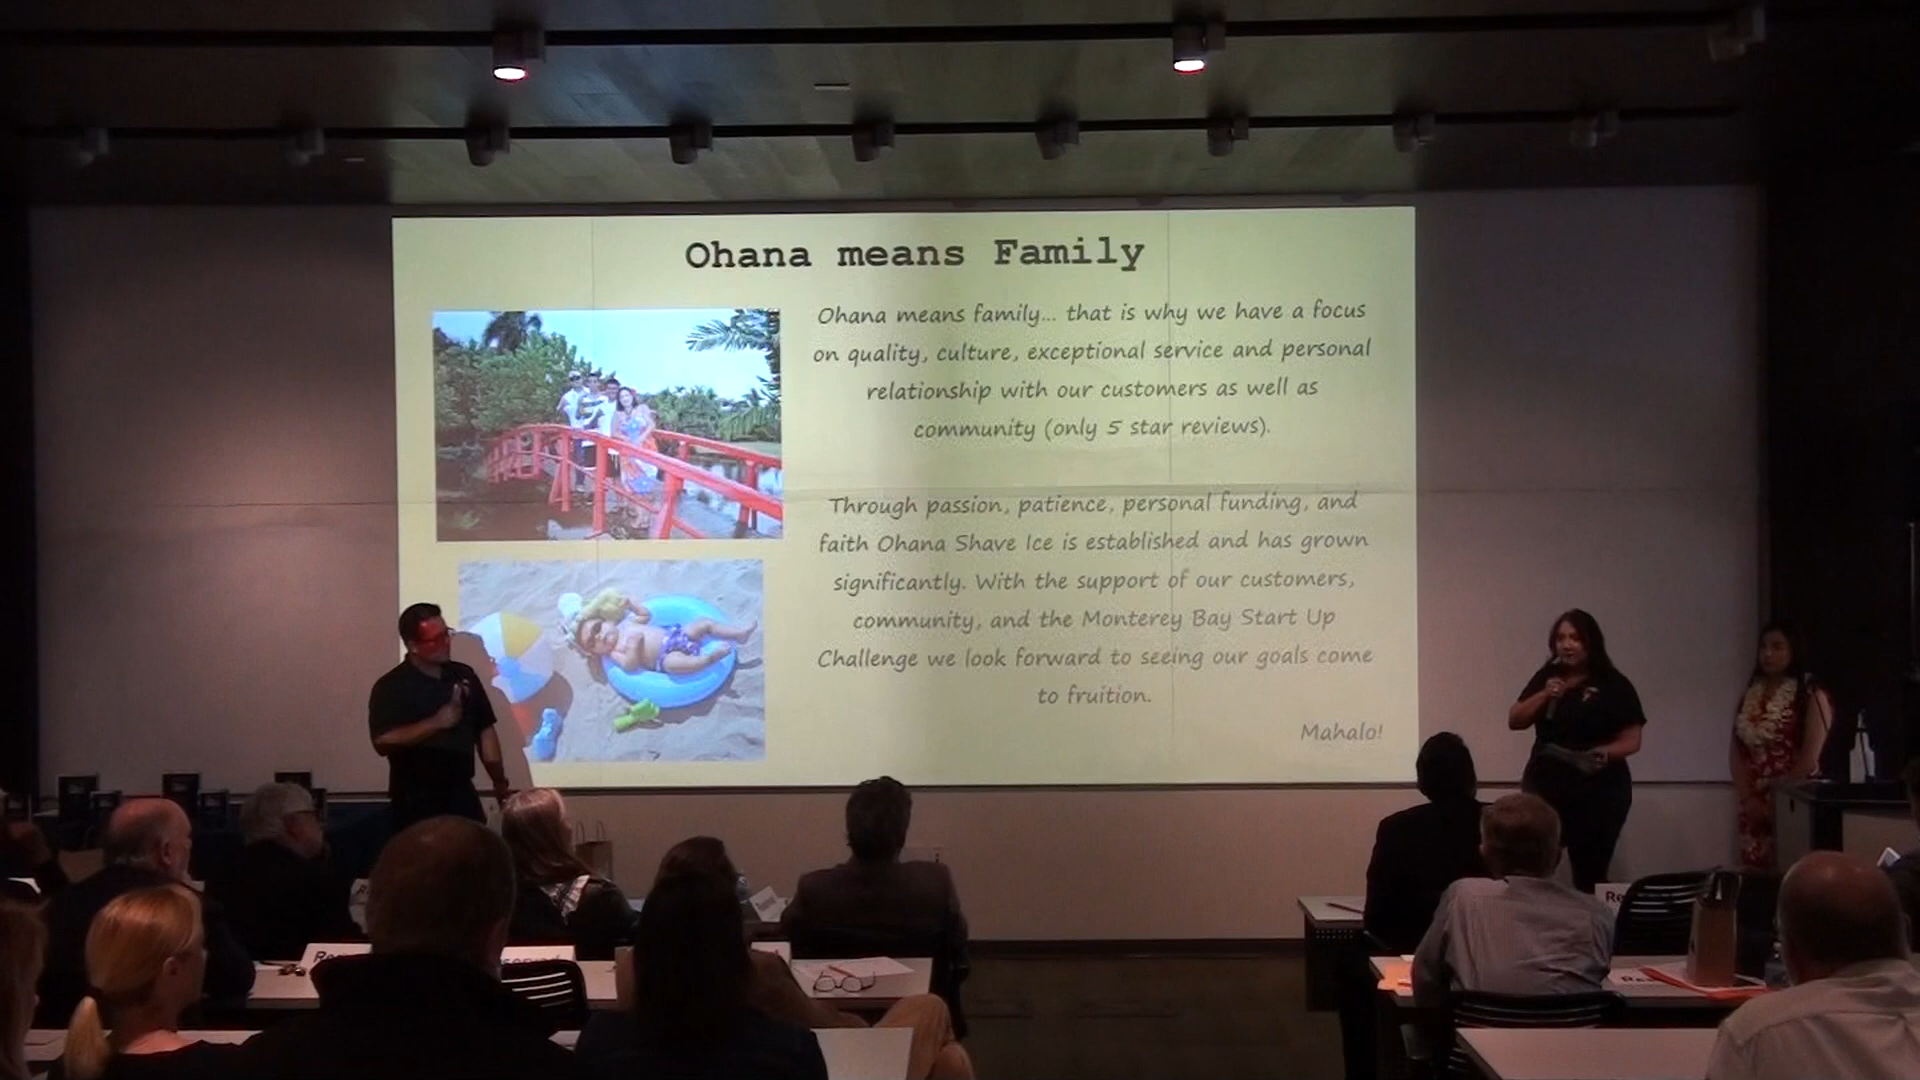 Ohana means Family
Ohana means family... that is why we have a focus
on quality, culture, exceptional service and personal
relationship with our customers as well as
community (only 5 star reviews).
Through passion, patience, personal funding, and
faith Ohana Shave Ice is established and has grown
significantly. With the support of our customers,
community, and the Monterey Bay Start Up
Challenge we look forward to seeing our goals come
to fruition.
Mahalo!